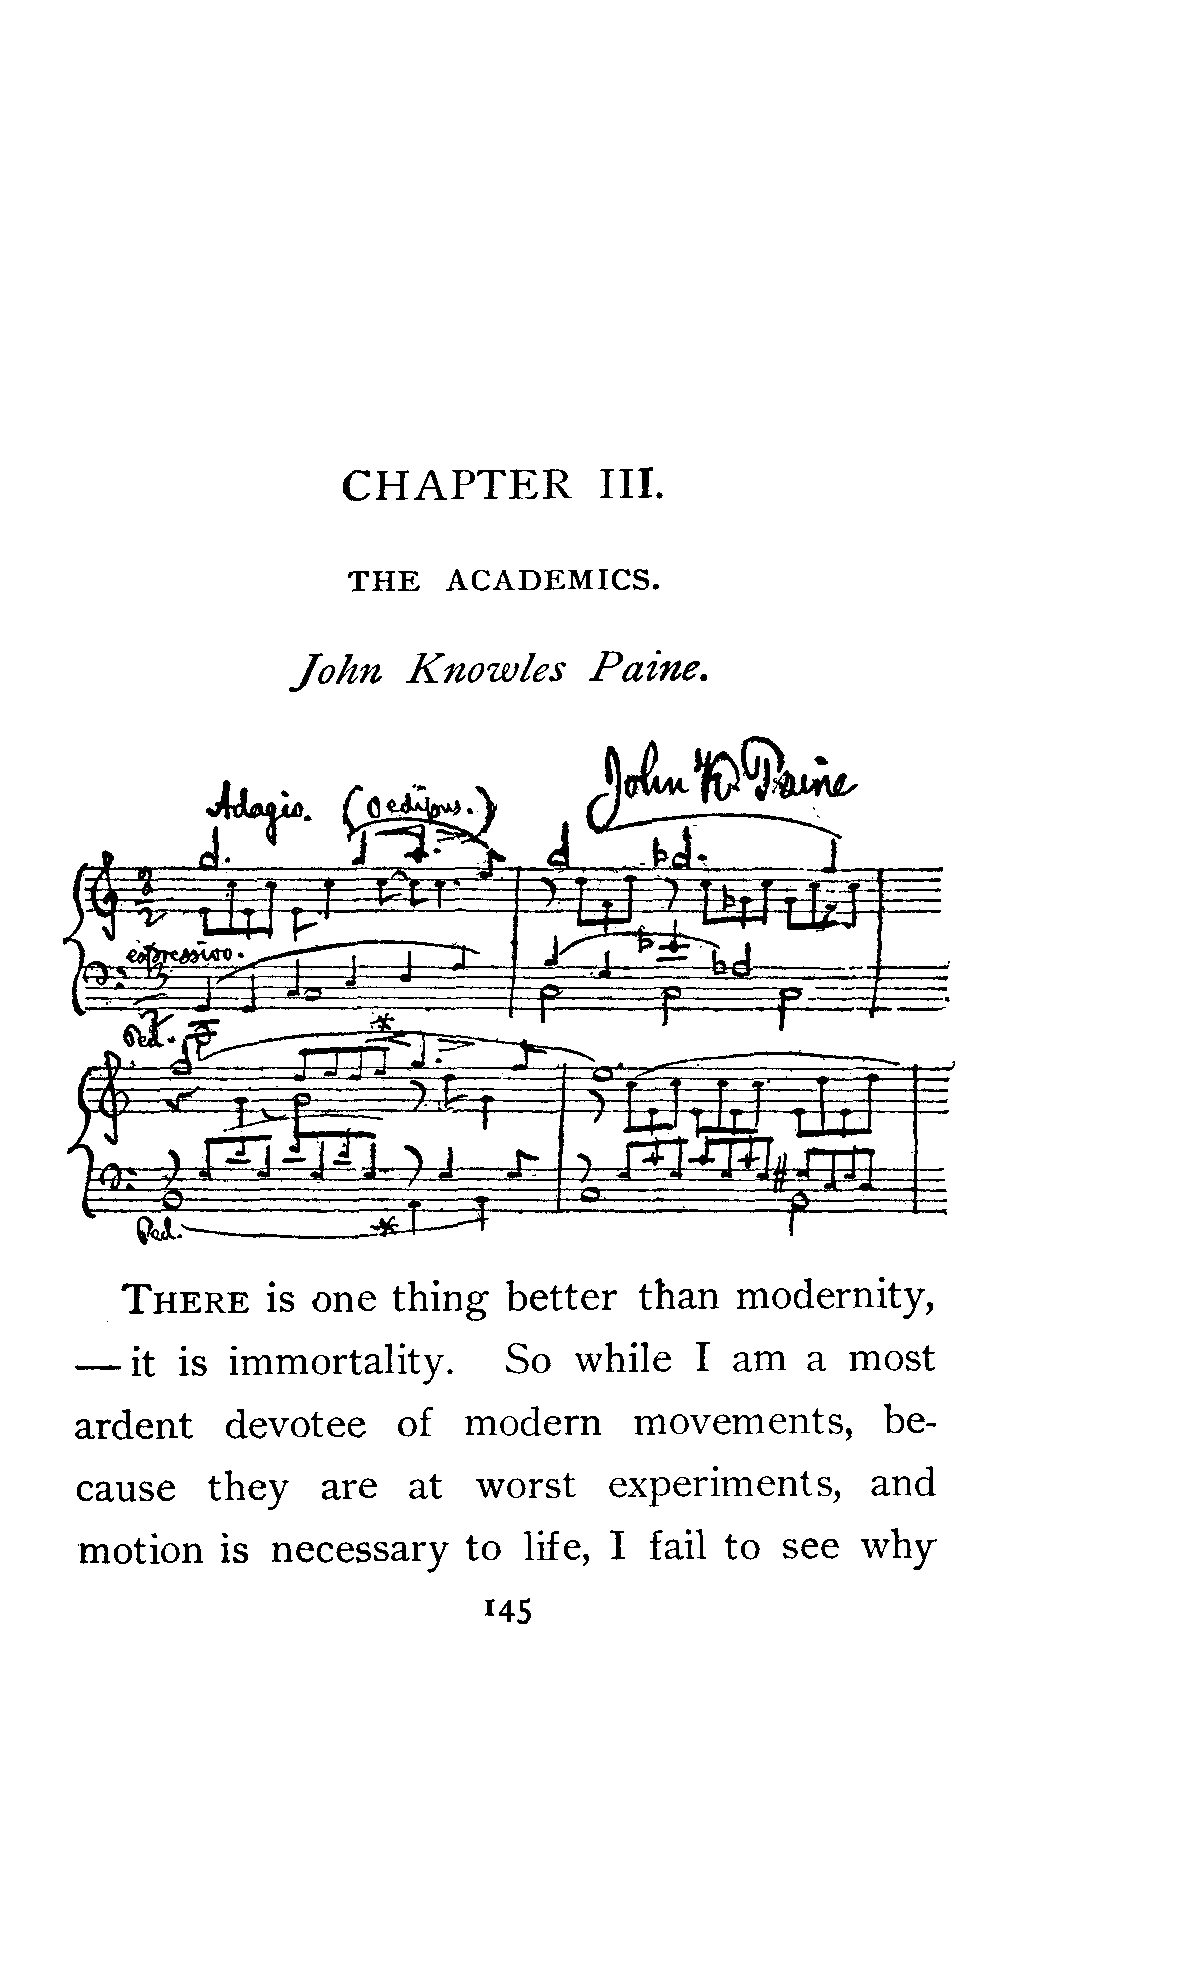 CHAPTER III.
THE ACADEMICS.
John Knowles Paine.
John K Paine
Adagio. (Oedipus.)
espressivo.
Ped. *
Ped. *
THERE is one thing better than modernity,
— it is immortality. So while I am a most
ardent devotee of modern movements, be-
cause they are at worst experiments, and
motion is necessary to life, I fail to see why
145